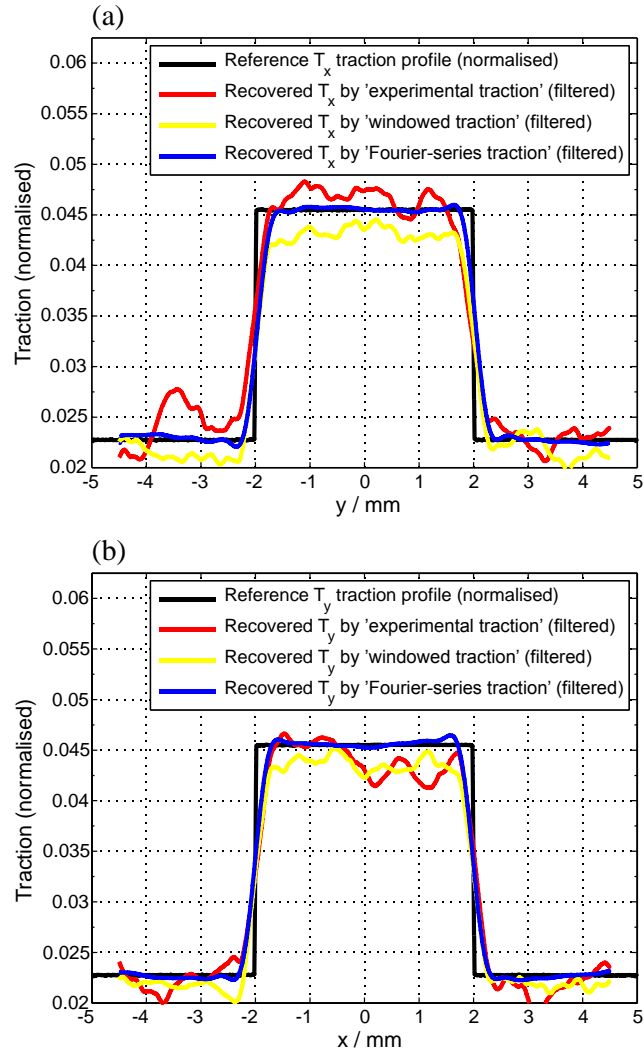 (a)
0.06
0.055
0.05
0.045
0.04
0.035
0.03
0.025
0.02
Traction (normalised)
Reference T_x traction profile (normalised)
Recovered T_x by 'experimental traction' (filtered)
Recovered T_x by 'windowed traction' (filtered)
Recovered T_x by 'Fourier-series traction' (filtered)
-5 -4 -3 -2 -1 0 1 2 3 4 5
y / mm
(b)
0.06
0.055
0.05
0.045
0.04
0.035
0.03
0.025
0.02
Traction (normalised)
Reference T_y traction profile (normalised)
Recovered T_y by 'experimental traction' (filtered)
Recovered T_y by 'windowed traction' (filtered)
Recovered T_y by 'Fourier-series traction' (filtered)
-5 -4 -3 -2 -1 0 1 2 3 4 5
x / mm